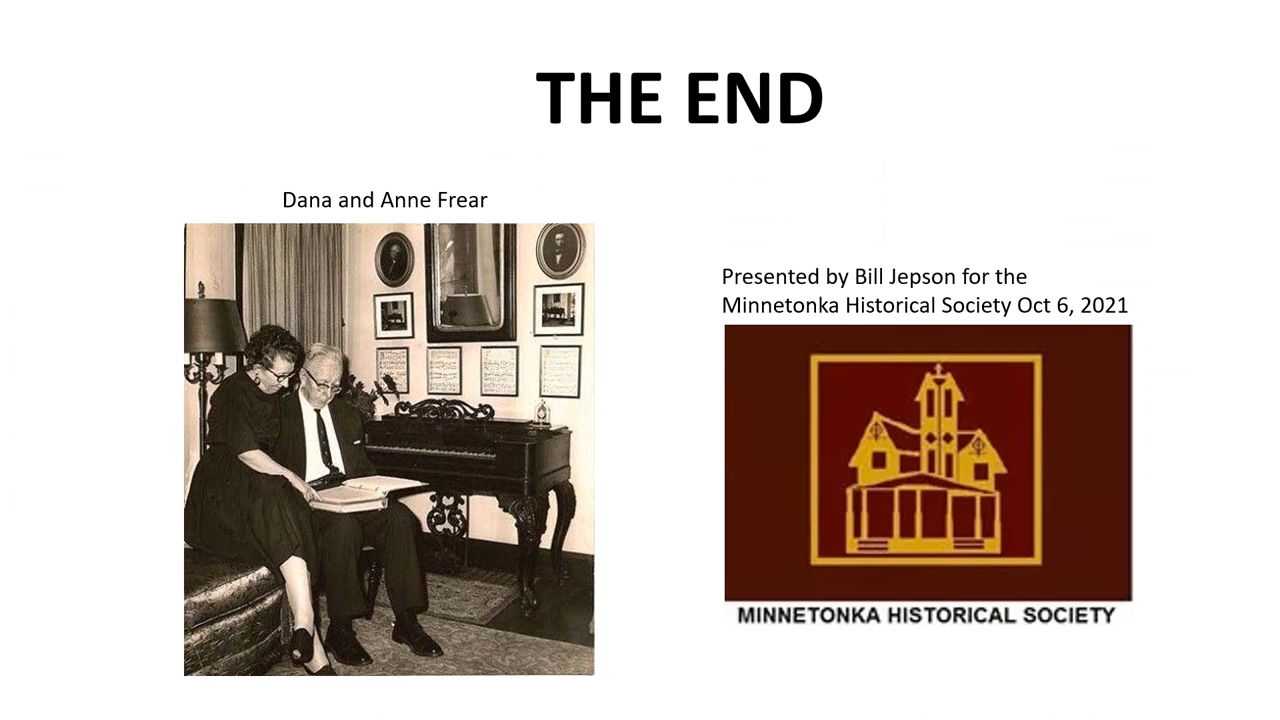 THE END
Dana and Anne Frear
Presented by Bill Jepson for the
Minnetonka Historical Society Oct 6, 2021
MINNETONKA HISTORICAL SOCIETY